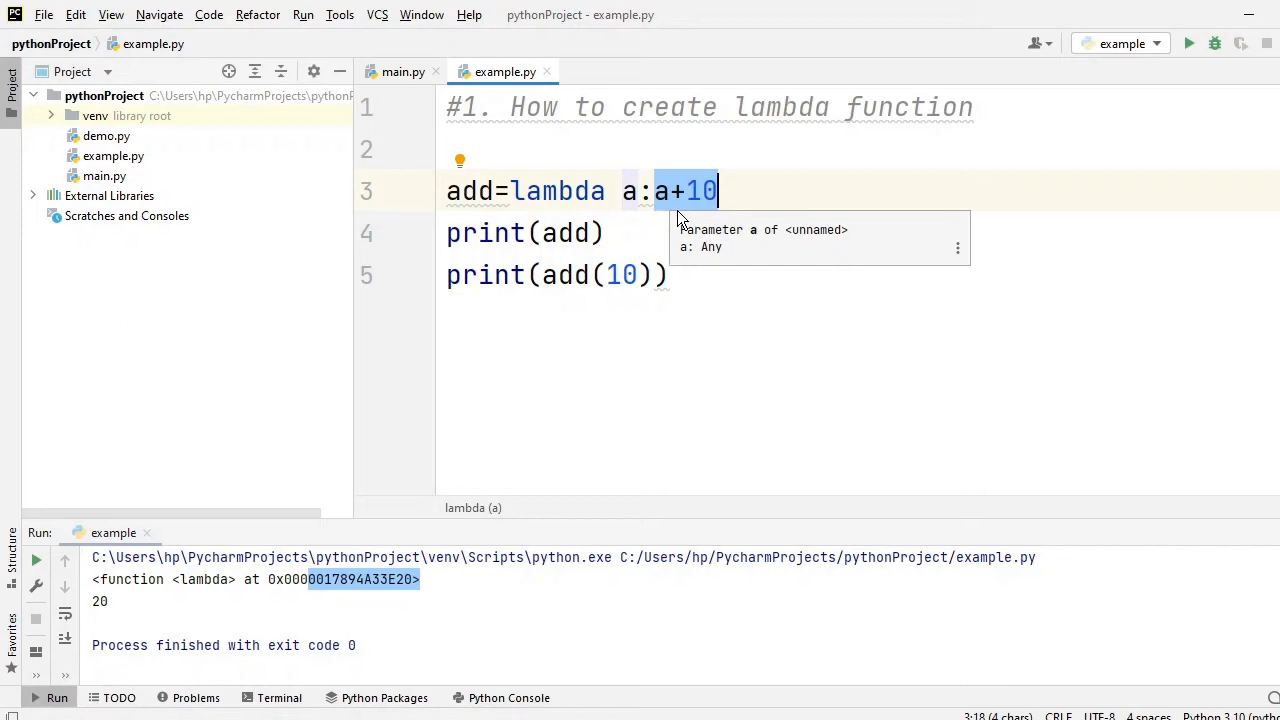 PC File Edit View Navigate Code Refactor Run Tools VCS Window Help pythonProject - example.py
pythonProject example.py example
Project main.py example.py
Project
pythonProject C:\Users\hp\PycharmProjects\pythonP
venv library root
demo.py
example.py
main.py
External Libraries
Scratches and Consoles
1 #1. How to create lambda function
2
3 add=lambda a:a+10
4 print(add)
5 print(add(10))
Parameter a of <unnamed>
a: Any
lambda (a)
Structure
Favorites
Run: example
C:\Users\hp\PycharmProjects\pythonProject\venv\Scripts\python.exe C:/Users/hp/PycharmProjects/pythonProject/example.py
<function <lambda> at 0x0000017894A33E20>
20
Process finished with exit code 0
Run TODO Problems Terminal Python Packages Python Console
3:18 (4 chars) CRLF UTF-8 4 spaces Python 3.10 (pytho